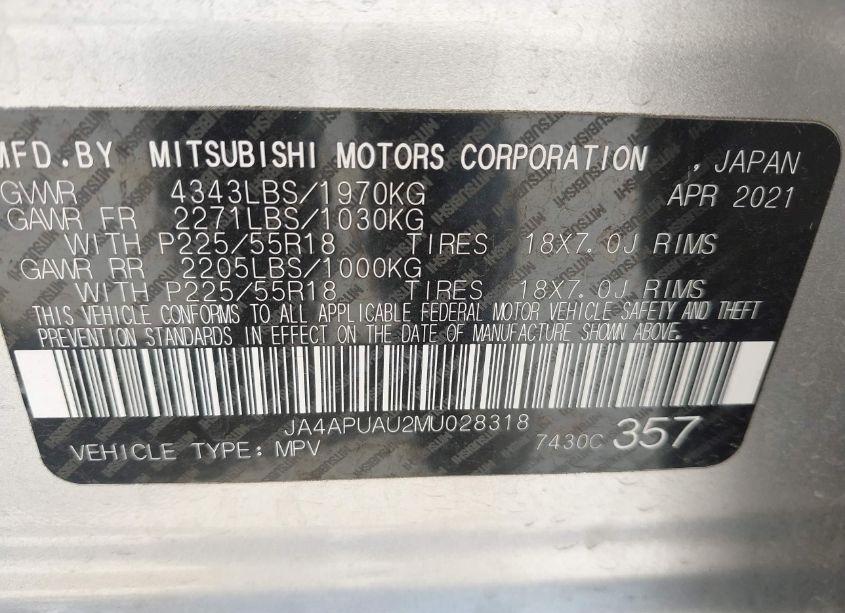 MFD.BY MITSUBISHI MOTORS CORPORATION , JAPAN
GVWR 4343LBS/1970KG APR 2021
GAWR FR 2271LBS/1030KG
WITH P225/55R18 TIRES 18X7.0J RIMS
GAWR RR 2205LBS/1000KG
WITH P225/55R18 TIRES 18X7.0J RIMS
THIS VEHICLE CONFORMS TO ALL APPLICABLE FEDERAL MOTOR VEHICLE SAFETY AND THEFT
PREVENTION STANDARDS IN EFFECT ON THE DATE OF MANUFACTURE SHOWN ABOVE.
JA4APUAU2MU028318
VEHICLE TYPE: MPV 7430C 357